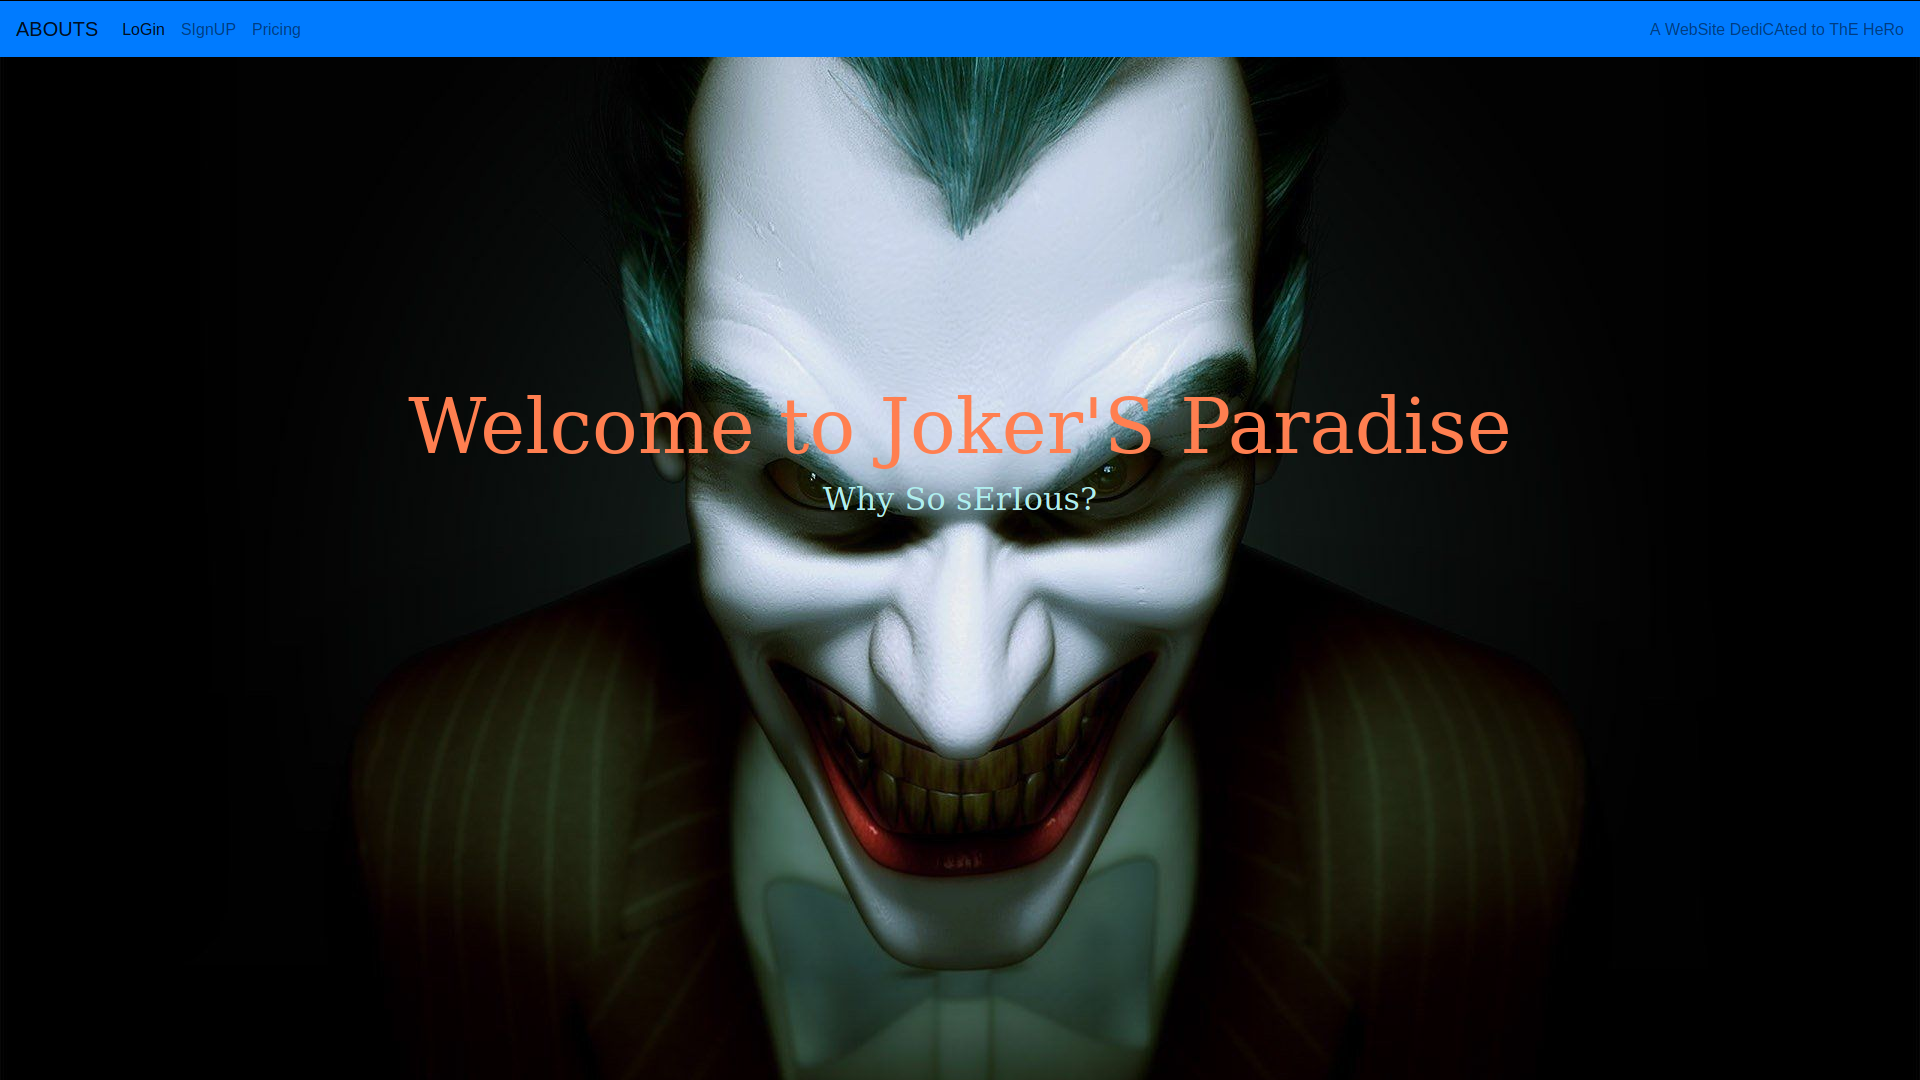 ABOUTS LoGin SIgnUP Pricing A WebSite DediCAted to ThE HeRo
Welcome to Joker'S Paradise
Why So sErIous?